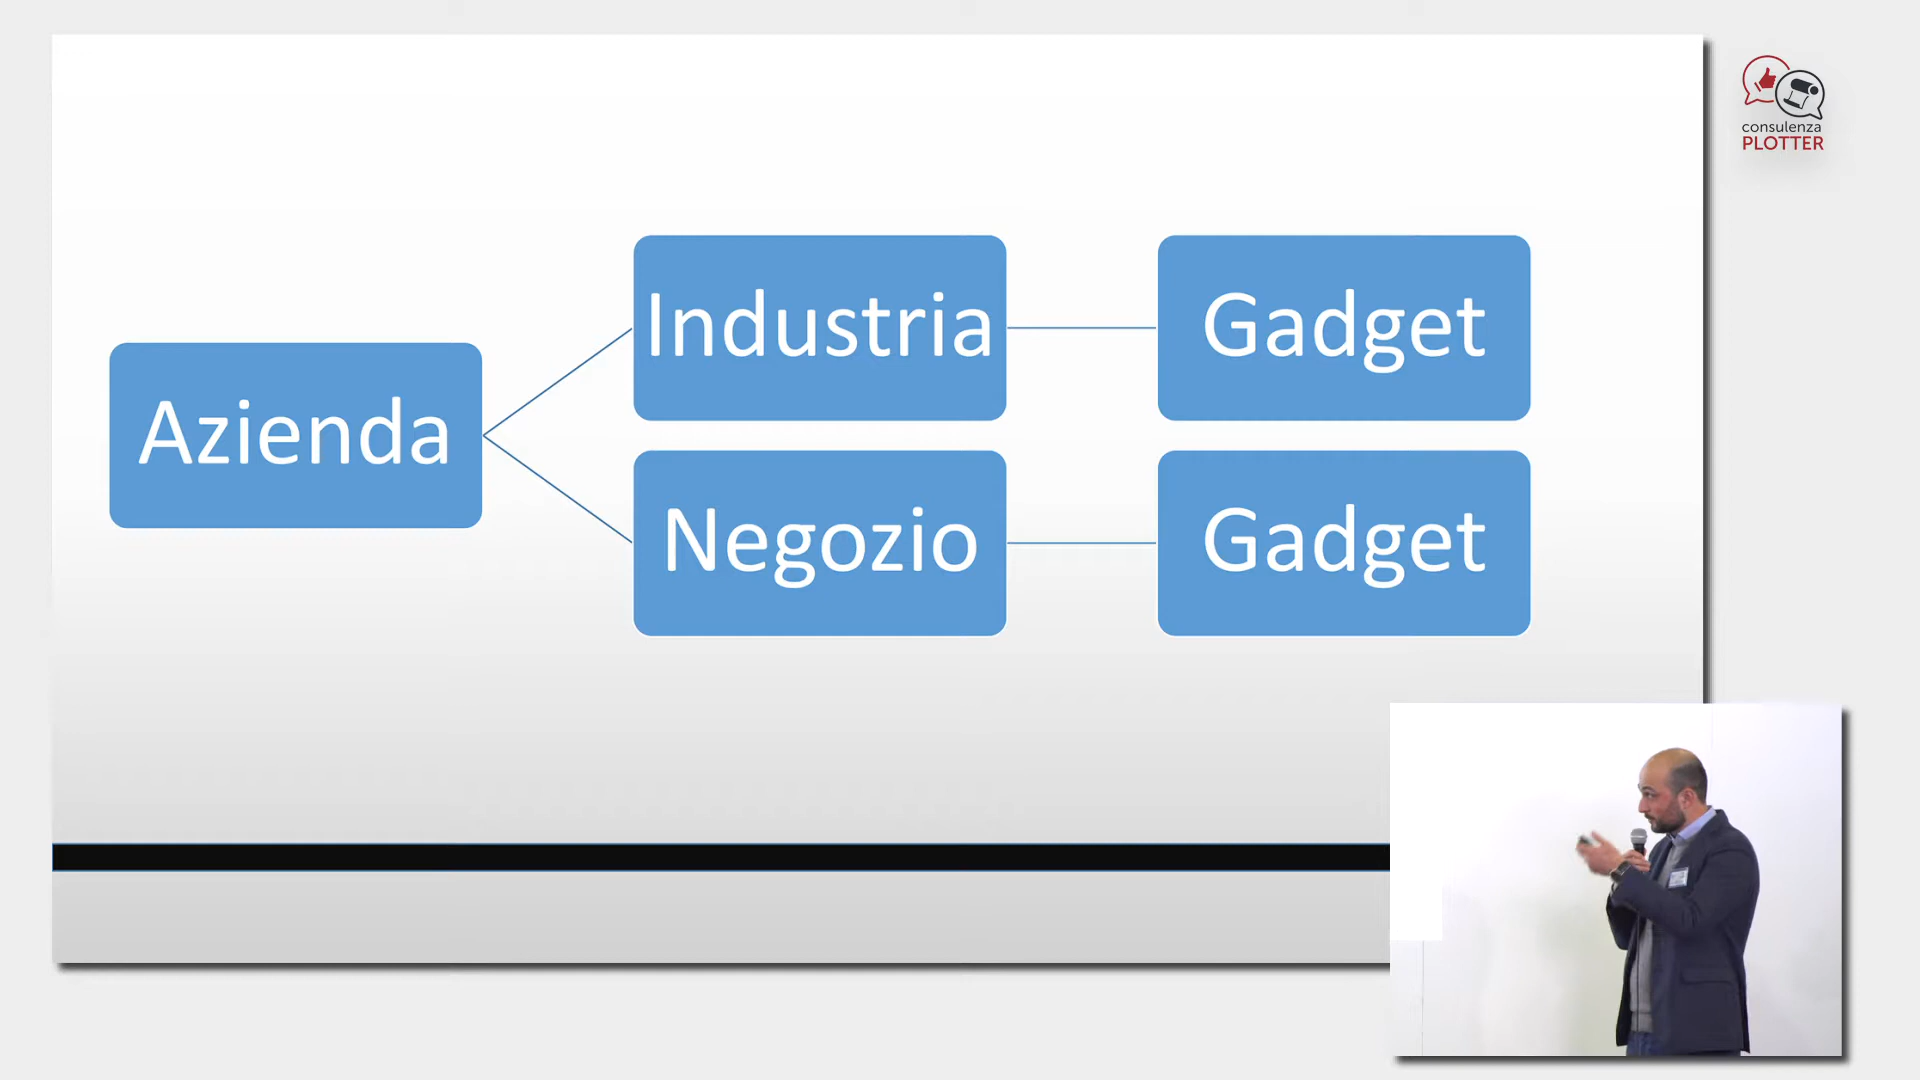 consulenza
PLOTTER
Azienda
Industria
Gadget
Negozio
Gadget